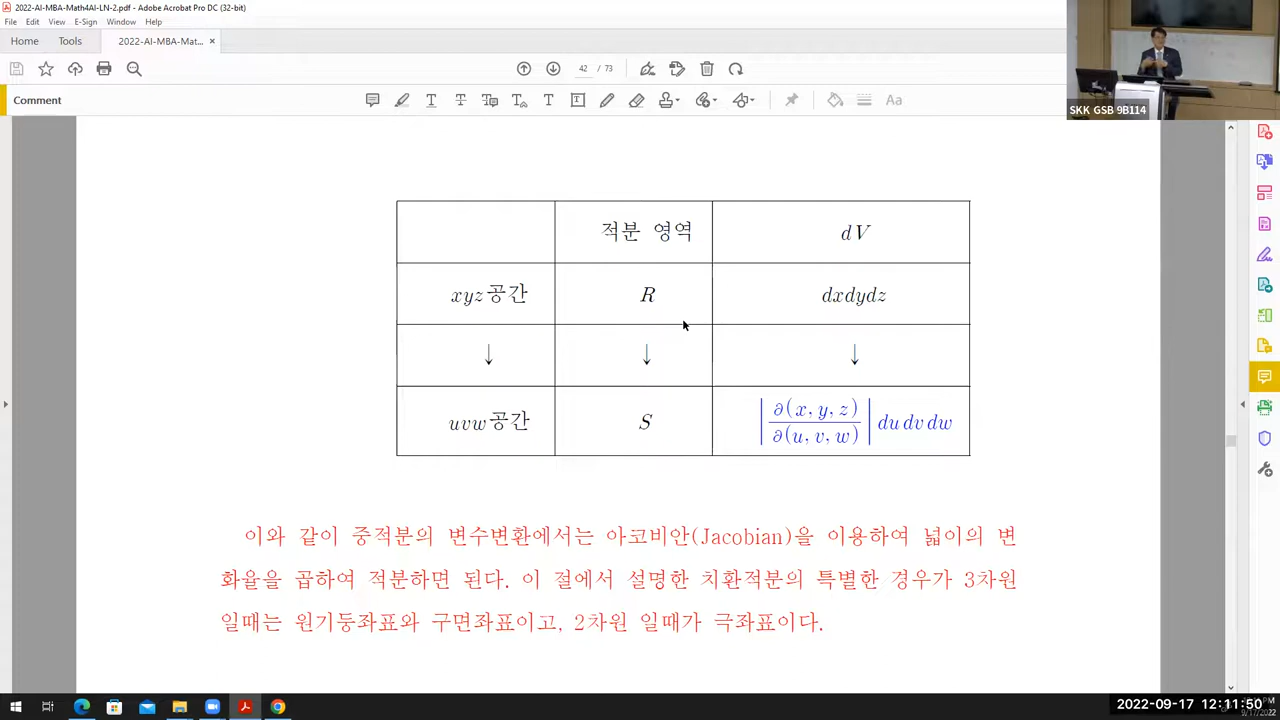 2022-AI-MBA-Math4AI-LN-2.pdf - Adobe Acrobat Pro DC (32-bit)
File Edit View E-Sign Window Help
Home Tools 2022-AI-MBA-Mat... ×
42 / 73
Comment
SKK GSB 9B114
적분 영역 dV
xyz공간 R dxdydz
↓ ↓ ↓
uvw공간 S |∂(x, y, z)/∂(u, v, w)| du dv dw
이와 같이 중적분의 변수변환에서는 야코비안(Jacobian)을 이용하여 넓이의 변
화율을 곱하여 적분하면 된다. 이 절에서 설명한 치환적분의 특별한 경우가 3차원
일때는 원기둥좌표와 구면좌표이고, 2차원 일때가 극좌표이다.
2022-09-17 12:11:50